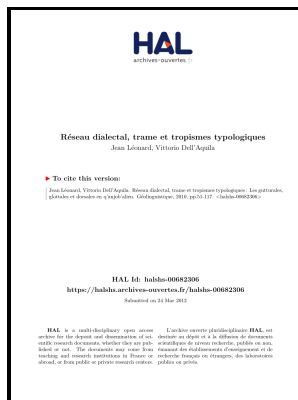 HAL
archives-ouvertes.fr
Réseau dialectal, trame et tropismes typologiques
Jean Léonard, Vittorio Dell'Aquila
▶ To cite this version:
Jean Léonard, Vittorio Dell'Aquila. Réseau dialectal, trame et tropismes typologiques : Les gutturales,
glottales et dorsales en q'anjob'alien. Géolinguistique, 2010, pp.51-117. <halshs-00682306>
HAL Id: halshs-00682306
https://halshs.archives-ouvertes.fr/halshs-00682306
Submitted on 24 Mar 2012
HAL is a multi-disciplinary open access
archive for the deposit and dissemination of sci-
entific research documents, whether they are pub-
lished or not. The documents may come from
teaching and research institutions in France or
abroad, or from public or private research centers.
L'archive ouverte pluridisciplinaire HAL, est
destinée au dépôt et à la diffusion de documents
scientifiques de niveau recherche, publiés ou non,
émanant des établissements d'enseignement et de
recherche français ou étrangers, des laboratoires
publics ou privés.